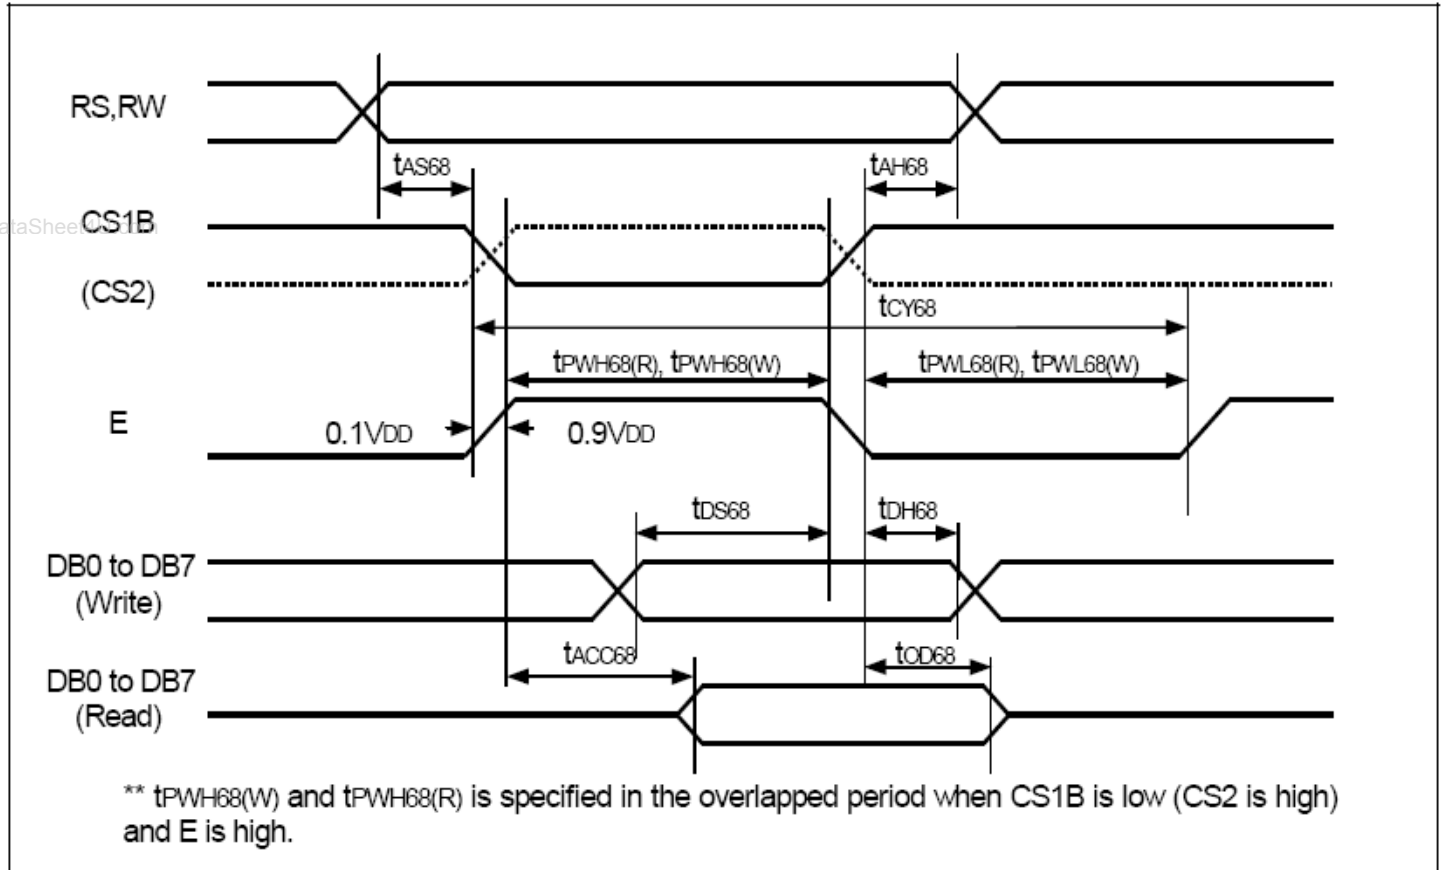 RS,RW
tAS68
tAH68
CS1B
(CS2)
tCY68
tPWH68(R), tPWH68(W)
tPWL68(R), tPWL68(W)
E
0.1VDD
0.9VDD
tDS68
tDH68
DB0 to DB7
(Write)
tACC68
tOD68
DB0 to DB7
(Read)
** tPWH68(W) and tPWH68(R) is specified in the overlapped period when CS1B is low (CS2 is high)
and E is high.